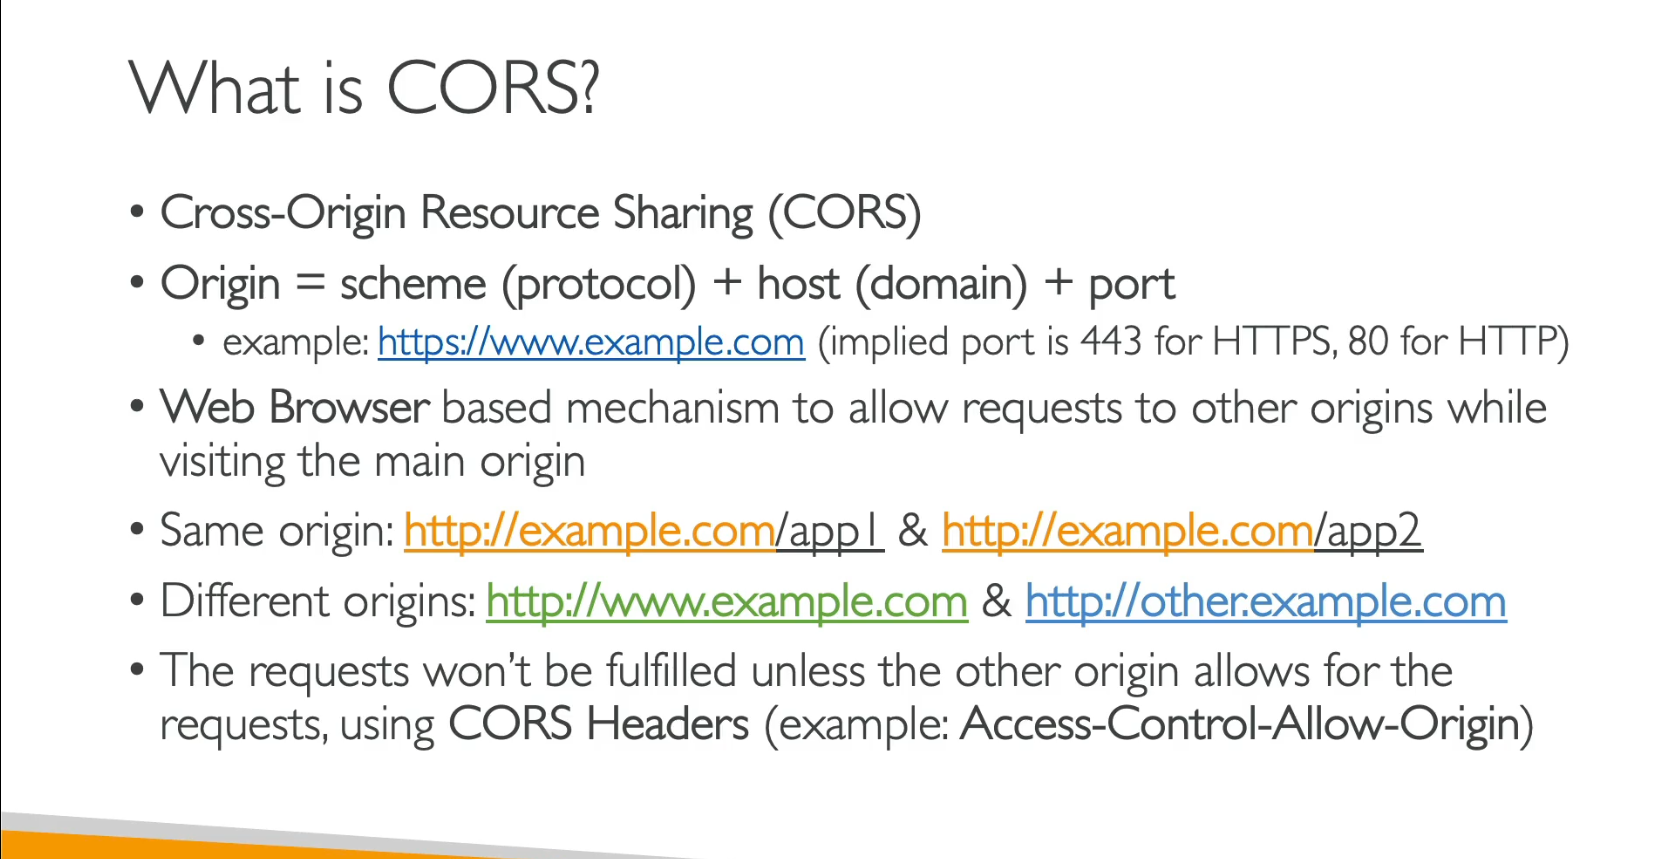 What is CORS?
• Cross-Origin Resource Sharing (CORS)
• Origin = scheme (protocol) + host (domain) + port
• example: https://www.example.com (implied port is 443 for HTTPS, 80 for HTTP)
• Web Browser based mechanism to allow requests to other origins while
visiting the main origin
• Same origin: http://example.com/app1 & http://example.com/app2
• Different origins: http://www.example.com & http://other.example.com
• The requests won’t be fulfilled unless the other origin allows for the
requests, using CORS Headers (example: Access-Control-Allow-Origin)